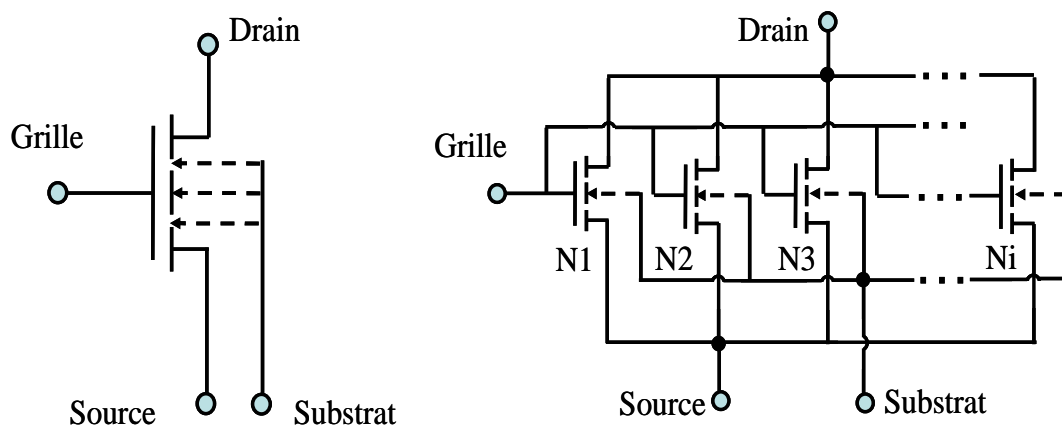 Drain
Grille
Source
Substrat
Drain
Grille
N1
N2
N3
Ni
Source
Substrat